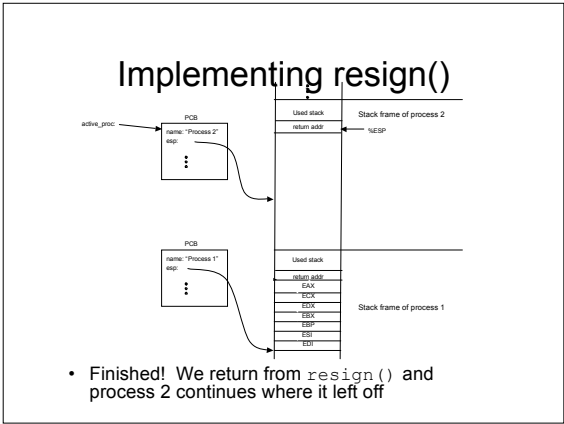 Implementing resign()
Used stack
Stack frame of process 2
PCB
active_proc:
return addr
%ESP
name: "Process 2"
esp:
PCB
name: "Process 1"
esp:
Used stack
return addr
EAX
ECX
EDX
EBX
EBP
ESI
EDI
Stack frame of process 1
• Finished! We return from resign() and
process 2 continues where it left off